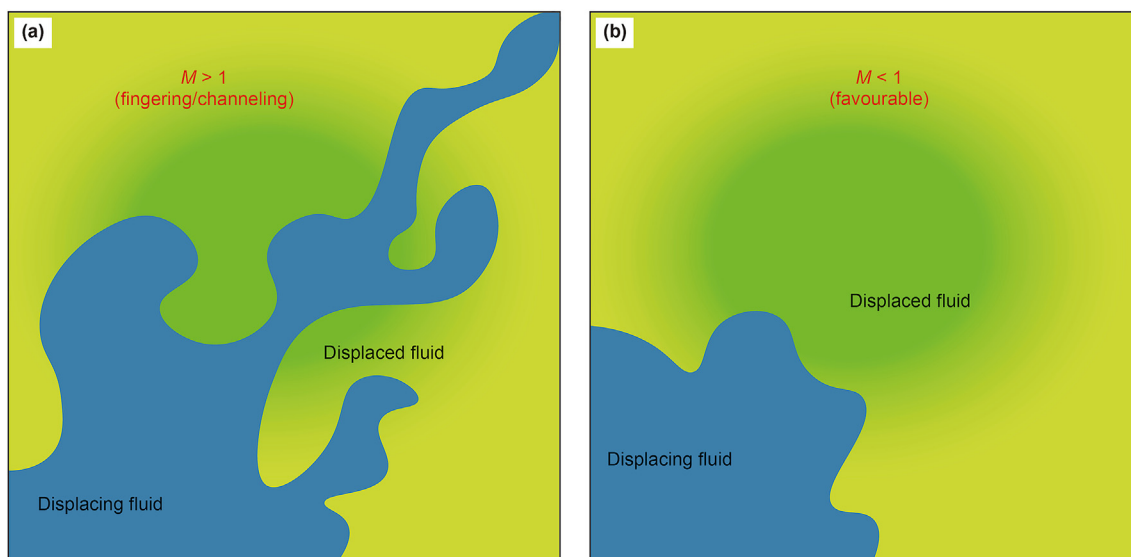 (a)
M > 1
(fingering/channeling)
Displaced fluid
Displacing fluid
(b)
M < 1
(favourable)
Displaced fluid
Displacing fluid